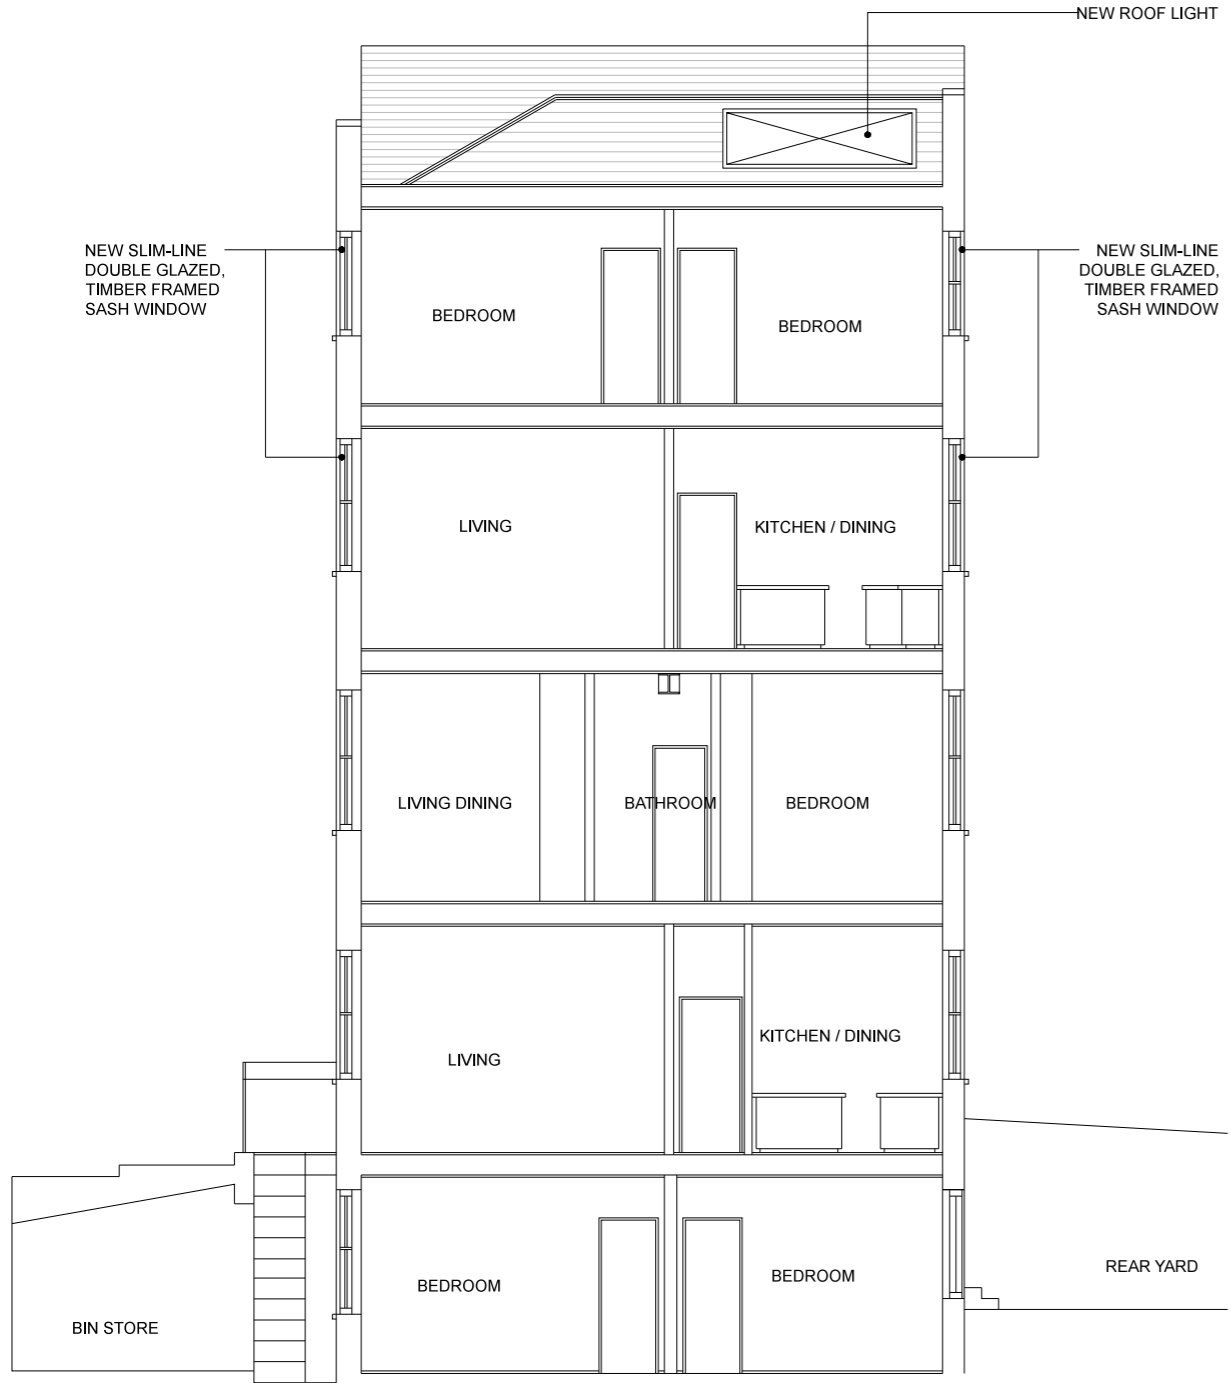 NEW ROOF LIGHT
NEW SLIM-LINE
DOUBLE GLAZED,
TIMBER FRAMED
SASH WINDOW
NEW SLIM-LINE
DOUBLE GLAZED,
TIMBER FRAMED
SASH WINDOW
BEDROOM
BEDROOM
LIVING
KITCHEN / DINING
LIVING DINING
BATHROOM
BEDROOM
LIVING
KITCHEN / DINING
BEDROOM
BEDROOM
REAR YARD
BIN STORE